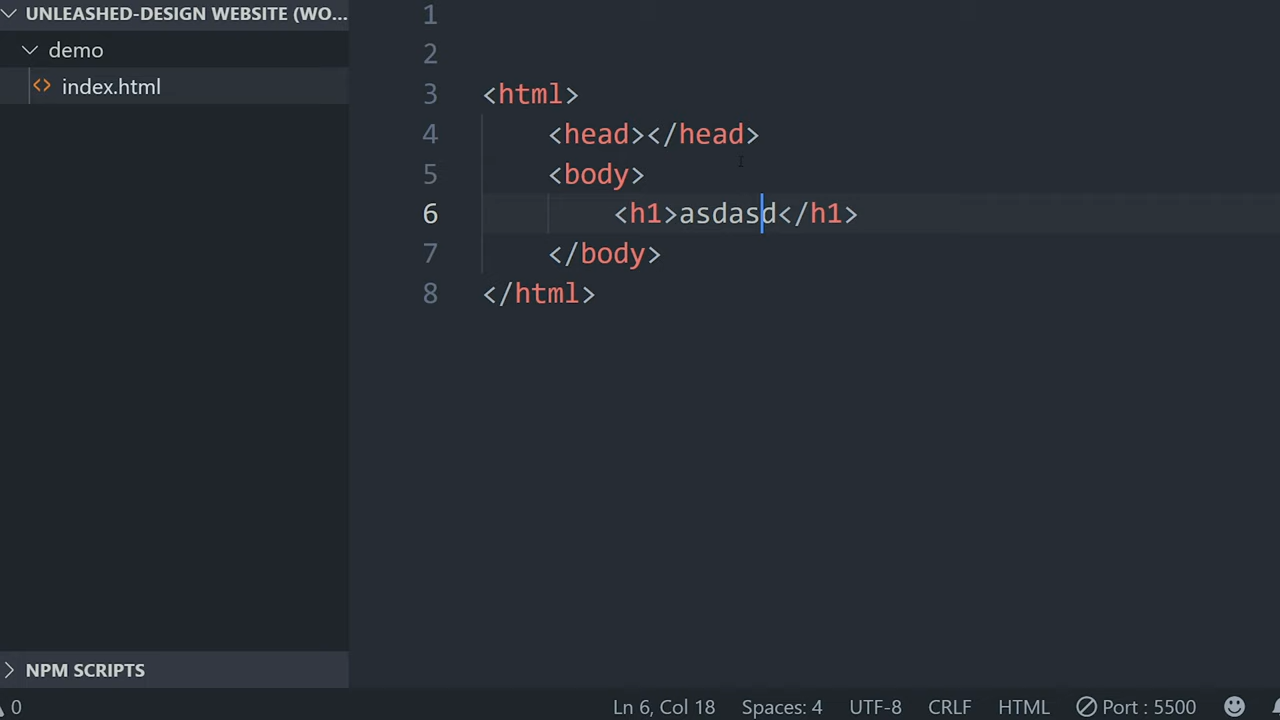 UNLEASHED-DESIGN WEBSITE (WO...
demo
<> index.html
1
2
3 <html>
4 <head></head>
5 <body>
6 <h1>asdasd</h1>
7 </body>
8 </html>
NPM SCRIPTS
0 Ln 6, Col 18 Spaces: 4 UTF-8 CRLF HTML Port : 5500